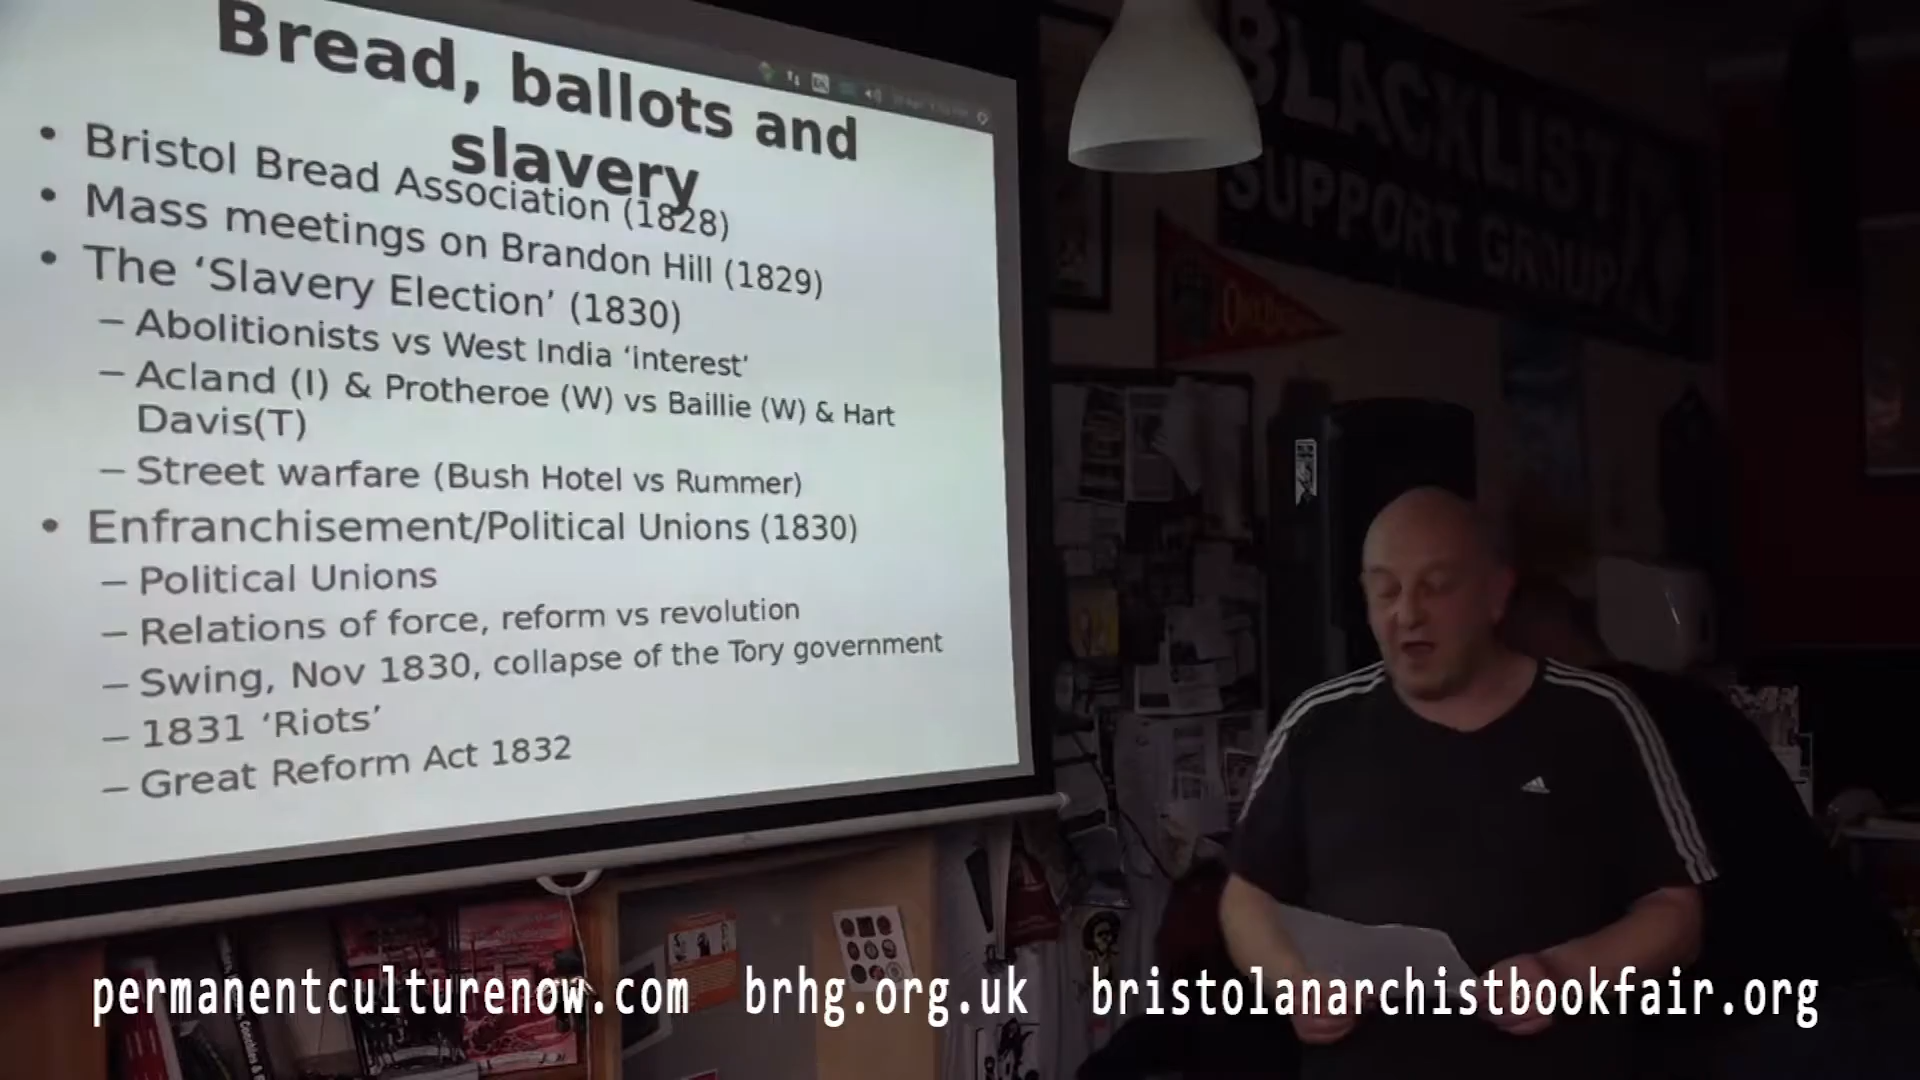 Bread, ballots and
slavery
• Bristol Bread Association (1828)
• Mass meetings on Brandon Hill (1829)
• The ‘Slavery Election’ (1830)
– Abolitionists vs West India ‘interest’
– Acland (I) & Protheroe (W) vs Baillie (W) & Hart
Davis(T)
– Street warfare (Bush Hotel vs Rummer)
• Enfranchisement/Political Unions (1830)
– Political Unions
– Relations of force, reform vs revolution
– Swing, Nov 1830, collapse of the Tory government
– 1831 ‘Riots’
– Great Reform Act 1832
BLACKLIST
SUPPORT GROUP
adidas
permanentculturenow.com brhg.org.uk bristolanarchistbookfair.org